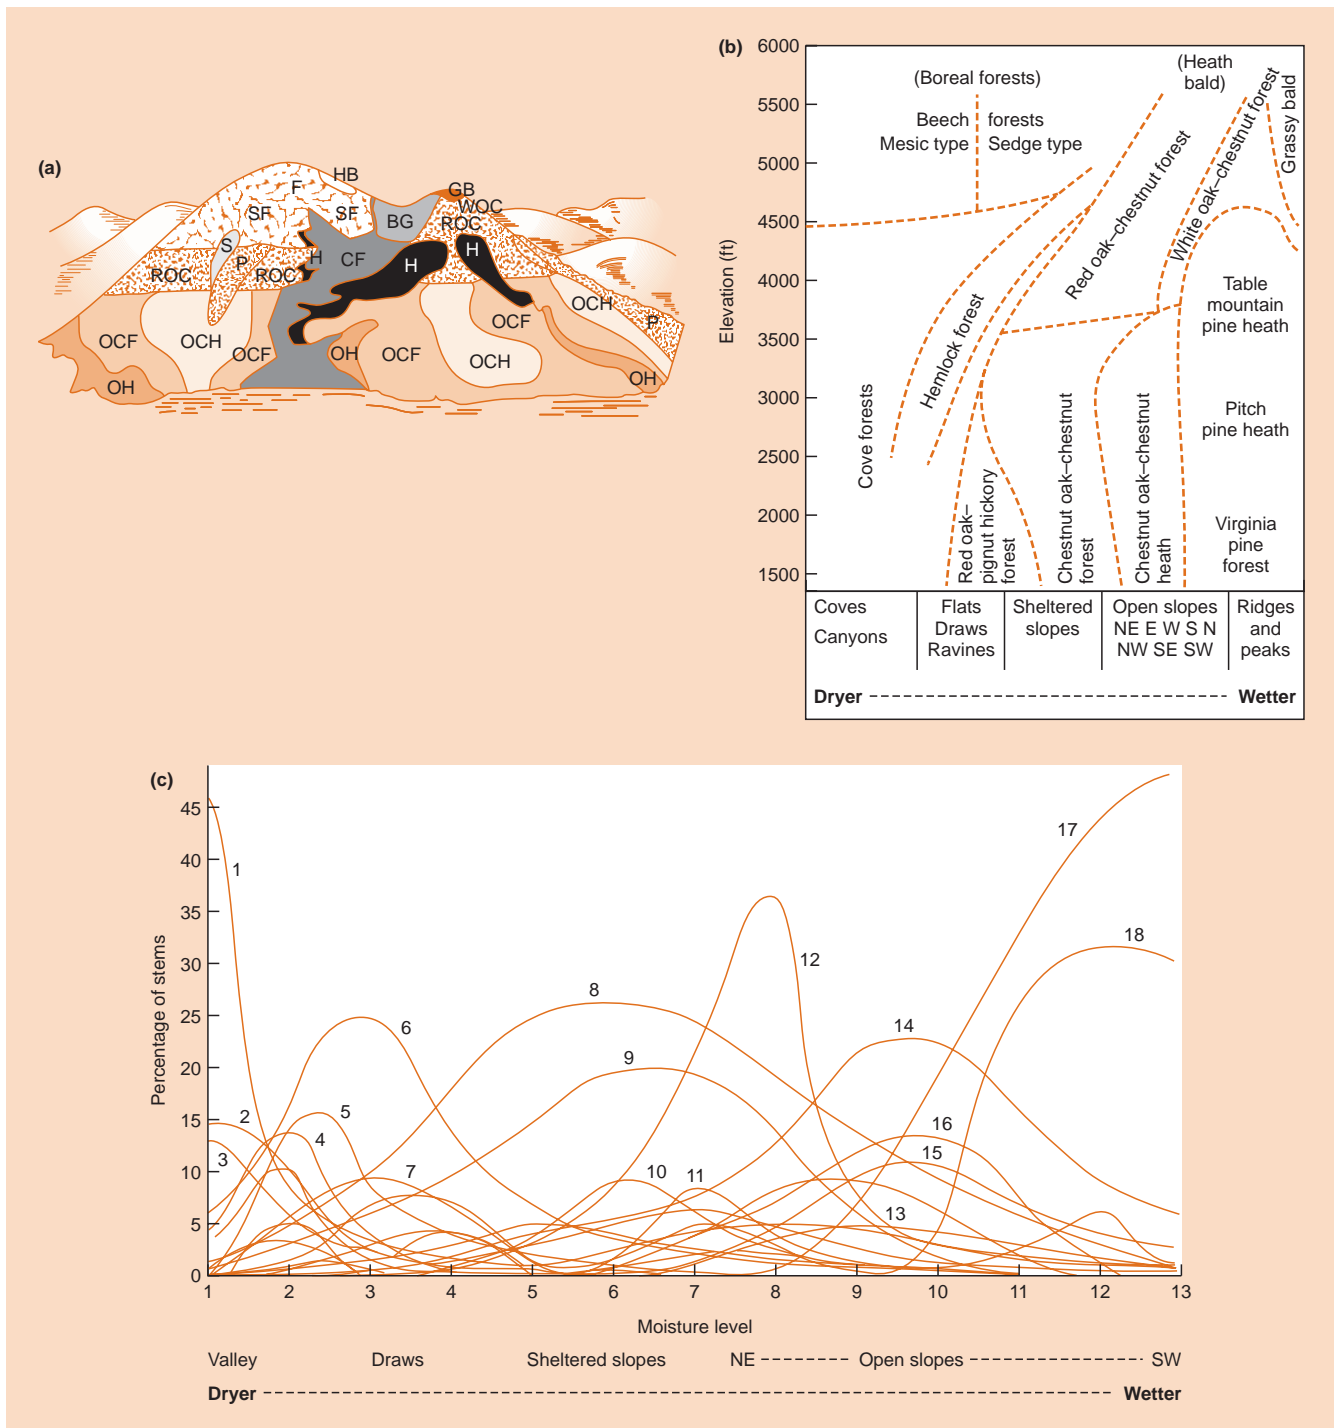 (a)
HB
F
GB
SF
SF
WOC
BG
ROC
S
H
H
P
H
CF
ROC
ROC
OCH
OCF
P
OCF
OCH
OCF
OH
OCF
OCH
OH
OH
(b)
6000
5500
5000
4500
4000
3500
3000
2500
2000
1500
Elevation (ft)
(Boreal forests)
(Heath
bald)
Beech forests
Mesic type Sedge type
Grassy bald
White oak–chestnut forest
Red oak–chestnut forest
Hemlock forest
Cove forests
Table
mountain
pine heath
Pitch
pine heath
Virginia
pine
forest
Red oak–
pignut hickory
forest
Chestnut oak–chestnut
forest
Chestnut oak–chestnut
heath
Coves
Canyons
Flats
Draws
Ravines
Sheltered
slopes
Open slopes
NE E W S N
NW SE SW
Ridges
and
peaks
Dryer Wetter
(c)
45
40
35
30
25
20
15
10
5
0
Percentage of stems
1
2
3
4
5
6
7
8
9
10
11
12
13
14
15
16
17
18
1 2 3 4 5 6 7 8 9 10 11 12 13
Moisture level
Valley Draws Sheltered slopes NE Open slopes SW
Dryer Wetter